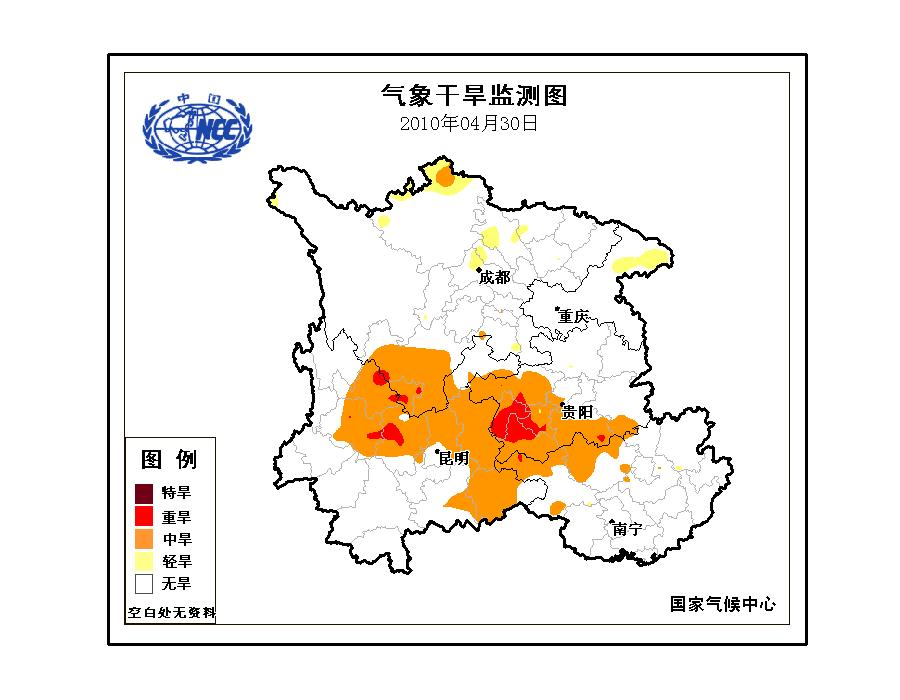 气象干旱监测图
2010年04月30日
中国
NCC
成都
重庆
贵阳
昆明
南宁
图例
特旱
重旱
中旱
轻旱
无旱
空白处无资料
国家气候中心